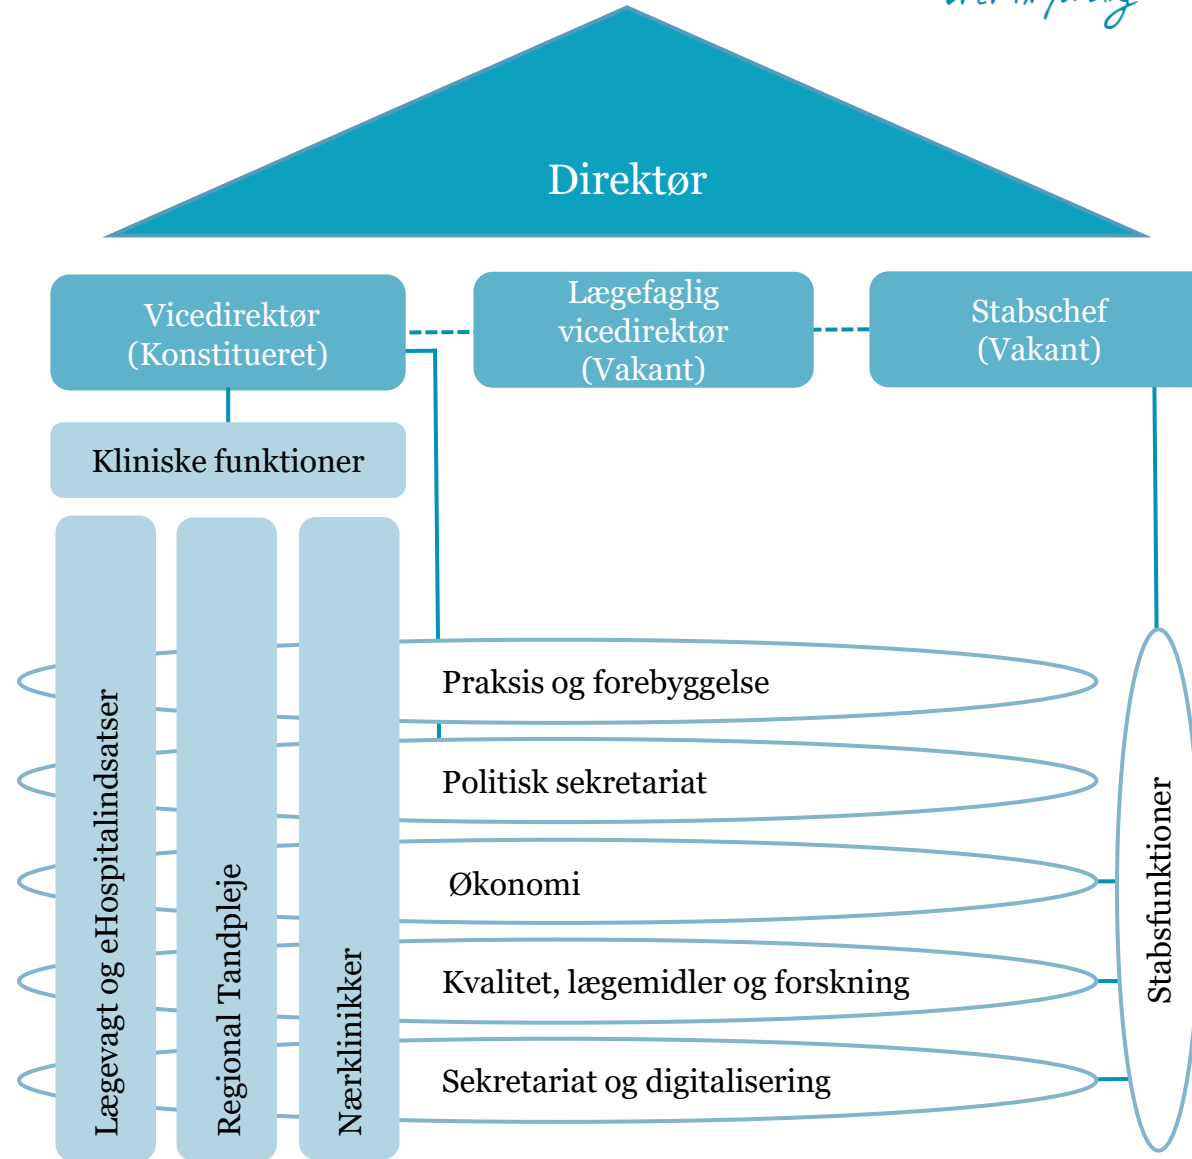 Direktør
Vicedirektør
(Konstitueret)
Lægefaglig
vicedirektør
(Vakant)
Stabschef
(Vakant)
Kliniske funktioner
Lægevagt og eHospitalindsatser
Regional Tandpleje
Nærklinikker
Praksis og forebyggelse
Politisk sekretariat
Økonomi
Kvalitet, lægemidler og forskning
Sekretariat og digitalisering
Stabsfunktioner